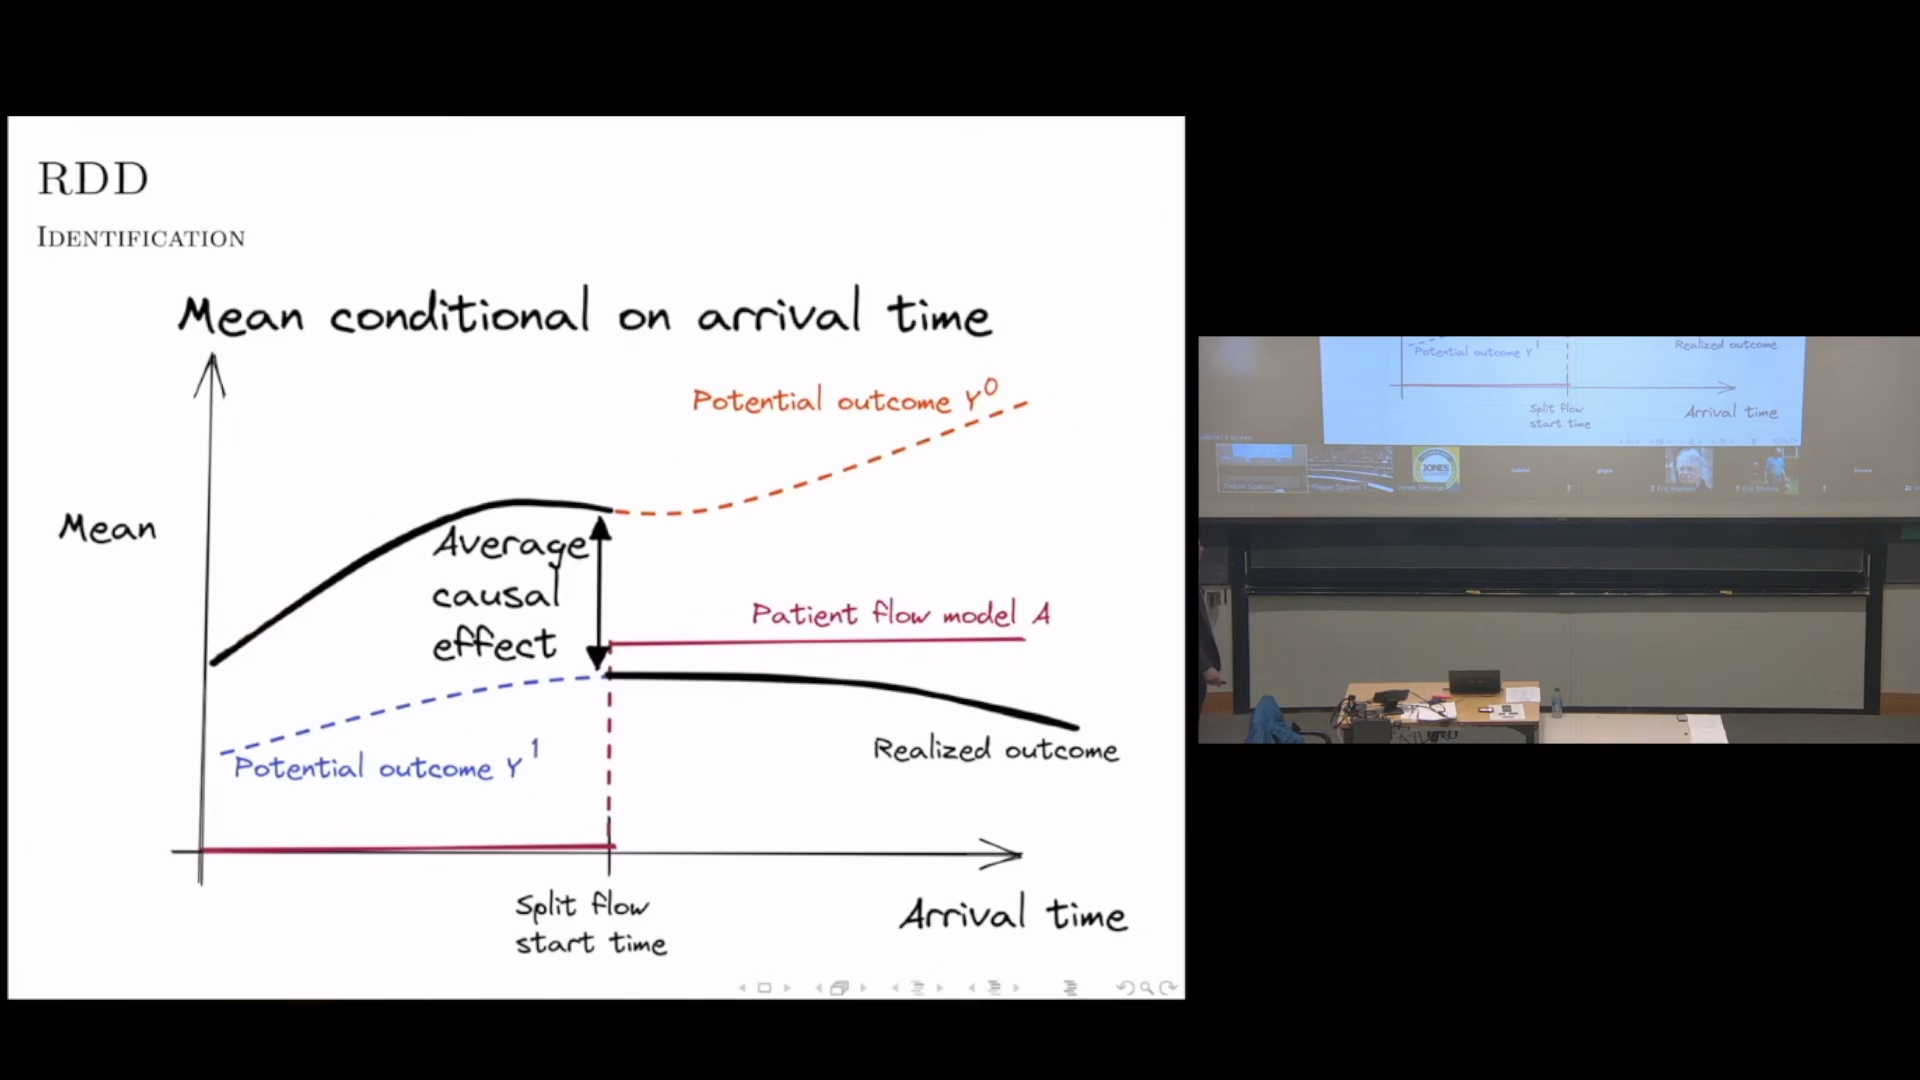 RDD
IDENTIFICATION
Mean conditional on arrival time
Potential outcome Y⁰
Mean
Average
causal
effect
Patient flow model A
Potential outcome Y¹
Realized outcome
Split flow
start time
Arrival time
Potential outcome Y¹
Realized outcome
Split flow
start time
Arrival time
JONES
Gabriel